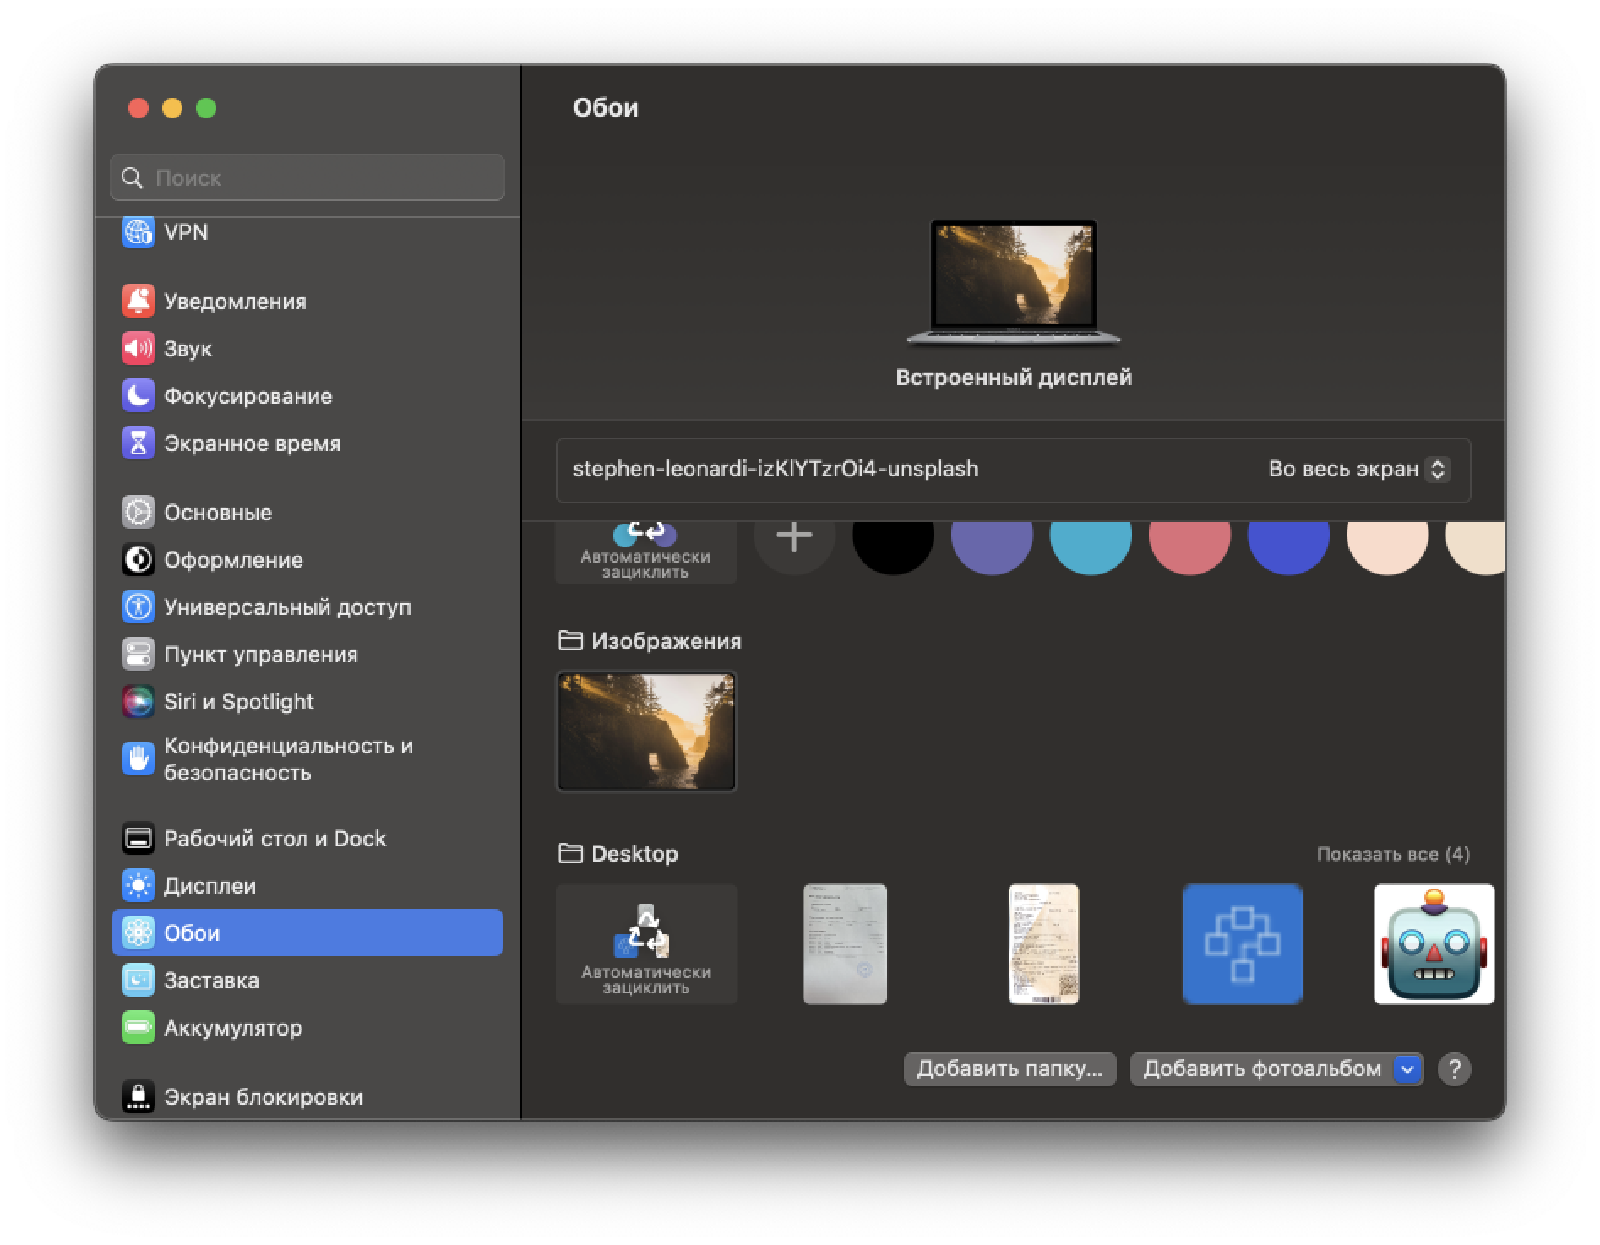 Обои
Поиск
VPN
Уведомления
Звук
Фокусирование
Экранное время
Основные
Оформление
Универсальный доступ
Пункт управления
Siri и Spotlight
Конфиденциальность и
безопасность
Рабочий стол и Dock
Дисплеи
Обои
Заставка
Аккумулятор
Экран блокировки
Встроенный дисплей
stephen-leonardi-izKlYTzrOi4-unsplash
Во весь экран
Автоматически
зациклить
Изображения
Desktop
Показать все (4)
Автоматически
зациклить
Добавить папку...
Добавить фотоальбом
?